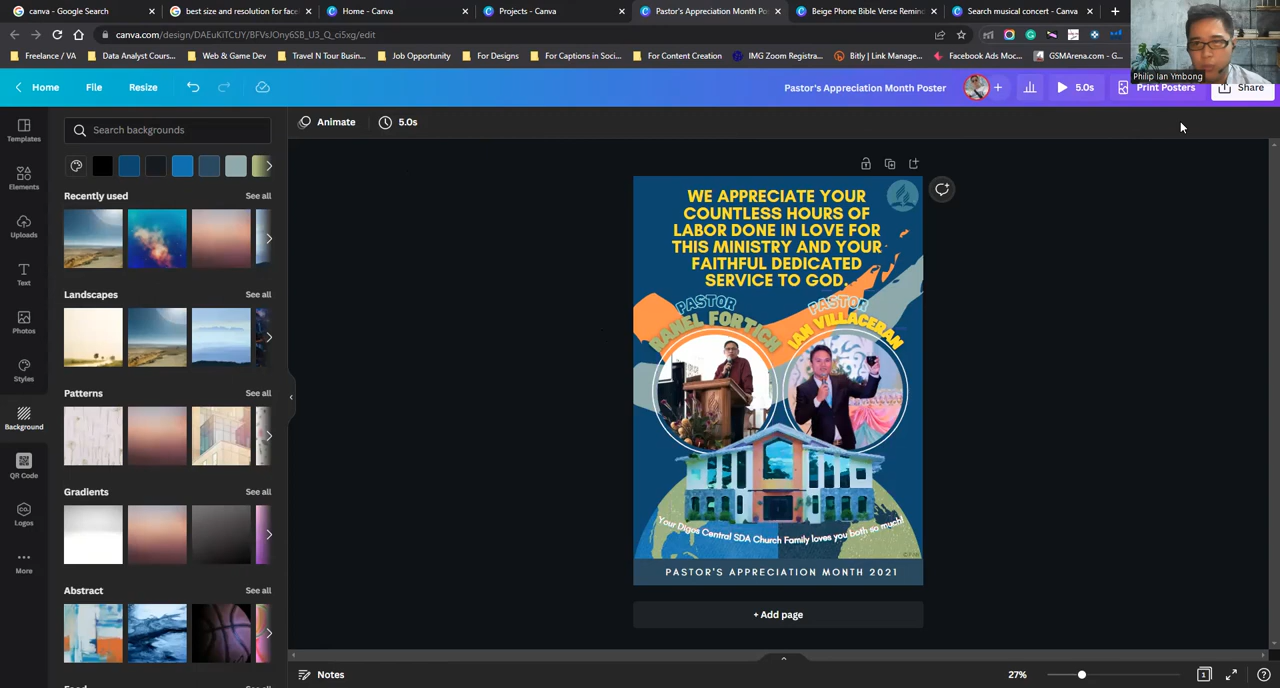 canva - Google Search
best size and resolution for face
Home - Canva
Projects - Canva
Pastor's Appreciation Month Po
Beige Phone Bible Verse Remin
Search musical concert - Canva
canva.com/design/DAEuKiTCtJY/BFVsJOny6SB_U3_Q_ci5xg/edit
Freelance / VA
Data Analyst Cours...
Web & Game Dev
Travel N Tour Busin...
Job Opportunity
For Designs
For Captions in Soci...
For Content Creation
IMG Zoom Registra...
Bitly | Link Manage...
Facebook Ads Moc...
GSMArena.com - G...
Philip Ian Ymbong
Home
File
Resize
Pastor's Appreciation Month Poster
5.0s
Print Posters
Share
Templates
Elements
Uploads
Text
Photos
Styles
Background
QR Code
Logos
More
Search backgrounds
Animate
5.0s
Recently used
See all
Landscapes
See all
Patterns
See all
Gradients
See all
Abstract
See all
WE APPRECIATE YOUR
COUNTLESS HOURS OF
LABOR DONE IN LOVE FOR
THIS MINISTRY AND YOUR
FAITHFUL DEDICATED
SERVICE TO GOD.
PASTOR
RANEL FORTICH
PASTOR
IAN VILLACERAN
Your Digos Central SDA Church Family loves you both so much!
PASTOR'S APPRECIATION MONTH 2021
+ Add page
Notes
27%
1